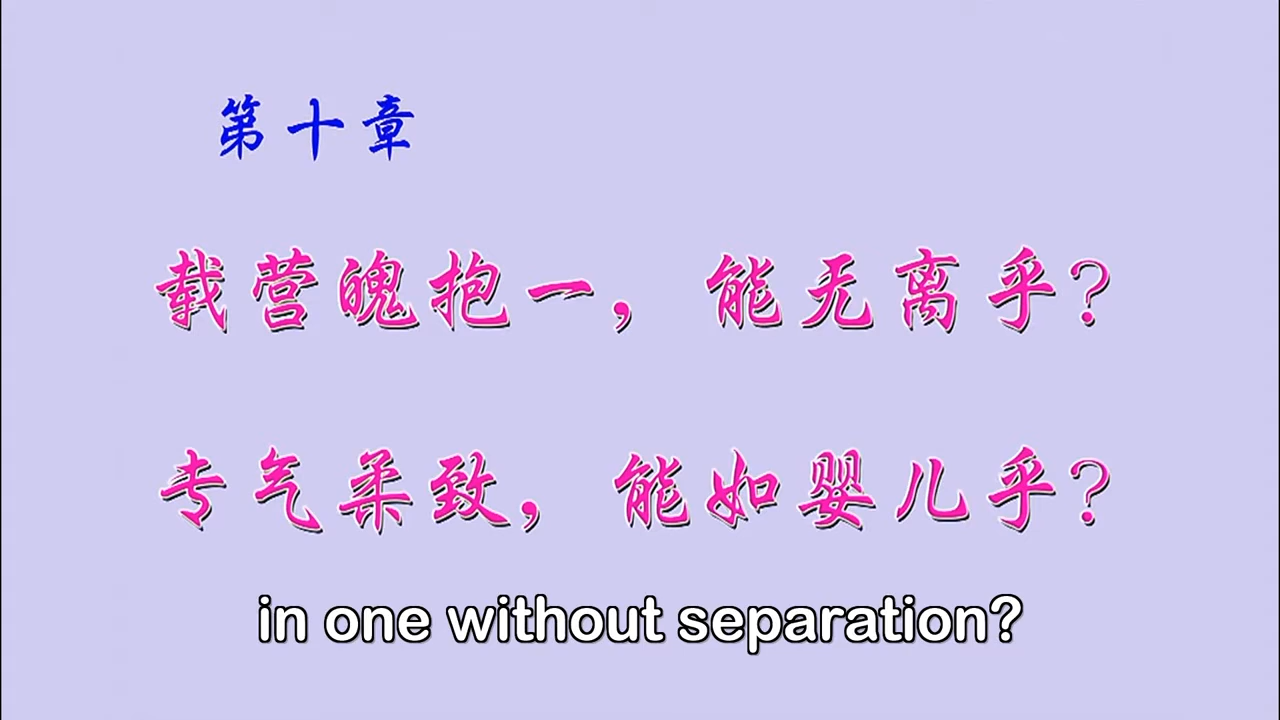 第十章
载营魄抱一，能无离乎？
专气柔致，能如婴儿乎？
in one without separation?